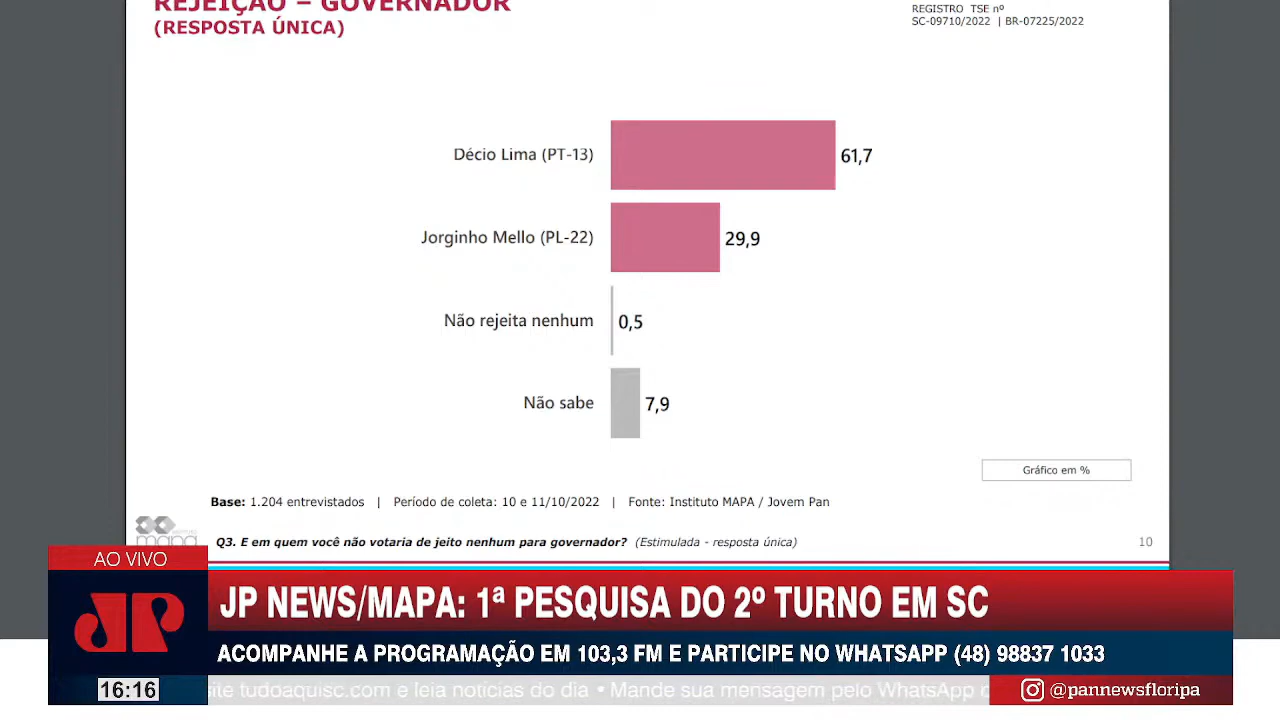 REJEIÇÃO – GOVERNADOR
(RESPOSTA ÚNICA)
REGISTRO TSE nº
SC-09710/2022 | BR-07225/2022
Décio Lima (PT-13)
61,7
Jorginho Mello (PL-22)
29,9
Não rejeita nenhum
0,5
Não sabe
7,9
Gráfico em %
Base: 1.204 entrevistados | Período de coleta: 10 e 11/10/2022 | Fonte: Instituto MAPA / Jovem Pan
mapa
Q3. E em quem você não votaria de jeito nenhum para governador? (Estimulada - resposta única)
10
AO VIVO
JP
JP NEWS/MAPA: 1ª PESQUISA DO 2º TURNO EM SC
ACOMPANHE A PROGRAMAÇÃO EM 103,3 FM E PARTICIPE NO WHATSAPP (48) 98837 1033
16:16
site tudoaquisc.com e leia notícias do dia • Mande sua mensagem pelo WhatsApp
@pannewsfloripa